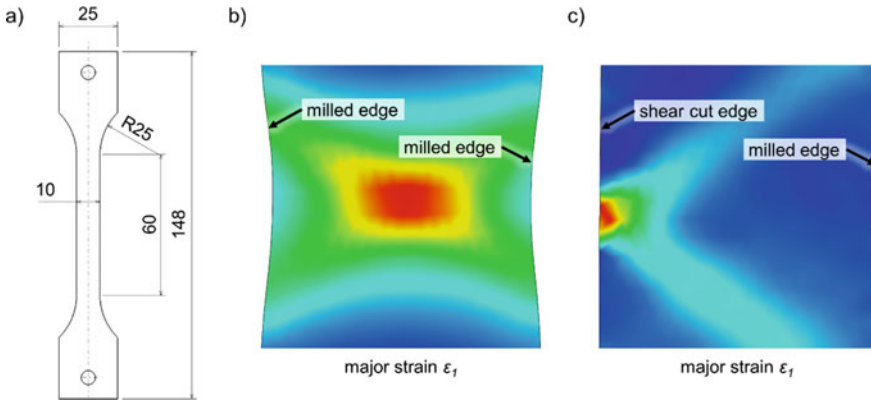 a)
25
R25
10
60
148
b)
milled edge
milled edge
major strain ε₁
c)
shear cut edge
milled edge
major strain ε₁